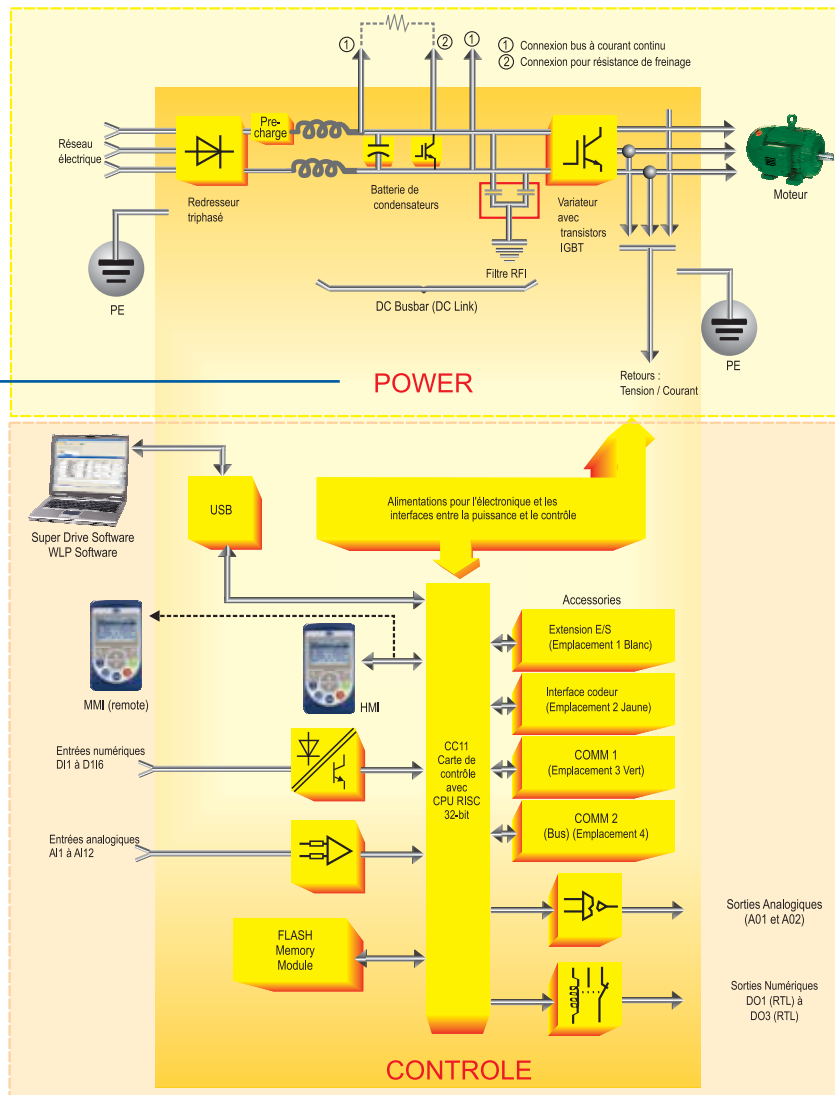 ① Connexion bus à courant continu
② Connexion pour résistance de freinage
①
②
①
Pre-
charge
Réseau
électrique
Redresseur
triphasé
Batterie de
condensateurs
Variateur
avec
transistors
IGBT
Moteur
Filtre RFI
PE
DC Busbar (DC Link)
PE
POWER
Retours :
Tension / Courant
USB
Alimentations pour l'électronique et les
interfaces entre la puissance et le contrôle
Super Drive Software
WLP Software
Accessories
Extension E/S
(Emplacement 1 Blanc)
MMI (remote)
HMI
Interface codeur
(Emplacement 2 Jaune)
Entrées numériques
DI1 à D1I6
CC11
Carte de
contrôle
avec
CPU RISC
32-bit
COMM 1
(Emplacement 3 Vert)
COMM 2
(Bus) (Emplacement 4)
Entrées analogiques
AI1 à AI12
Sorties Analogiques
(A01 et A02)
FLASH
Memory
Module
Sorties Numériques
DO1 (RTL) à
DO3 (RTL)
CONTROLE